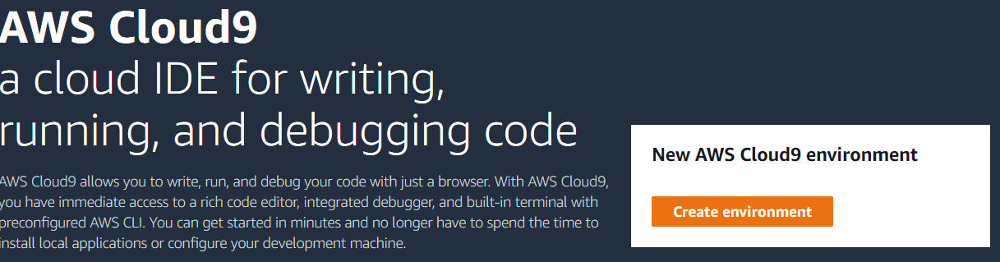 AWS Cloud9
a cloud IDE for writing,
running, and debugging code
AWS Cloud9 allows you to write, run, and debug your code with just a browser. With AWS Cloud9,
you have immediate access to a rich code editor, integrated debugger, and built-in terminal with
preconfigured AWS CLI. You can get started in minutes and no longer have to spend the time to
install local applications or configure your development machine.
New AWS Cloud9 environment
Create environment